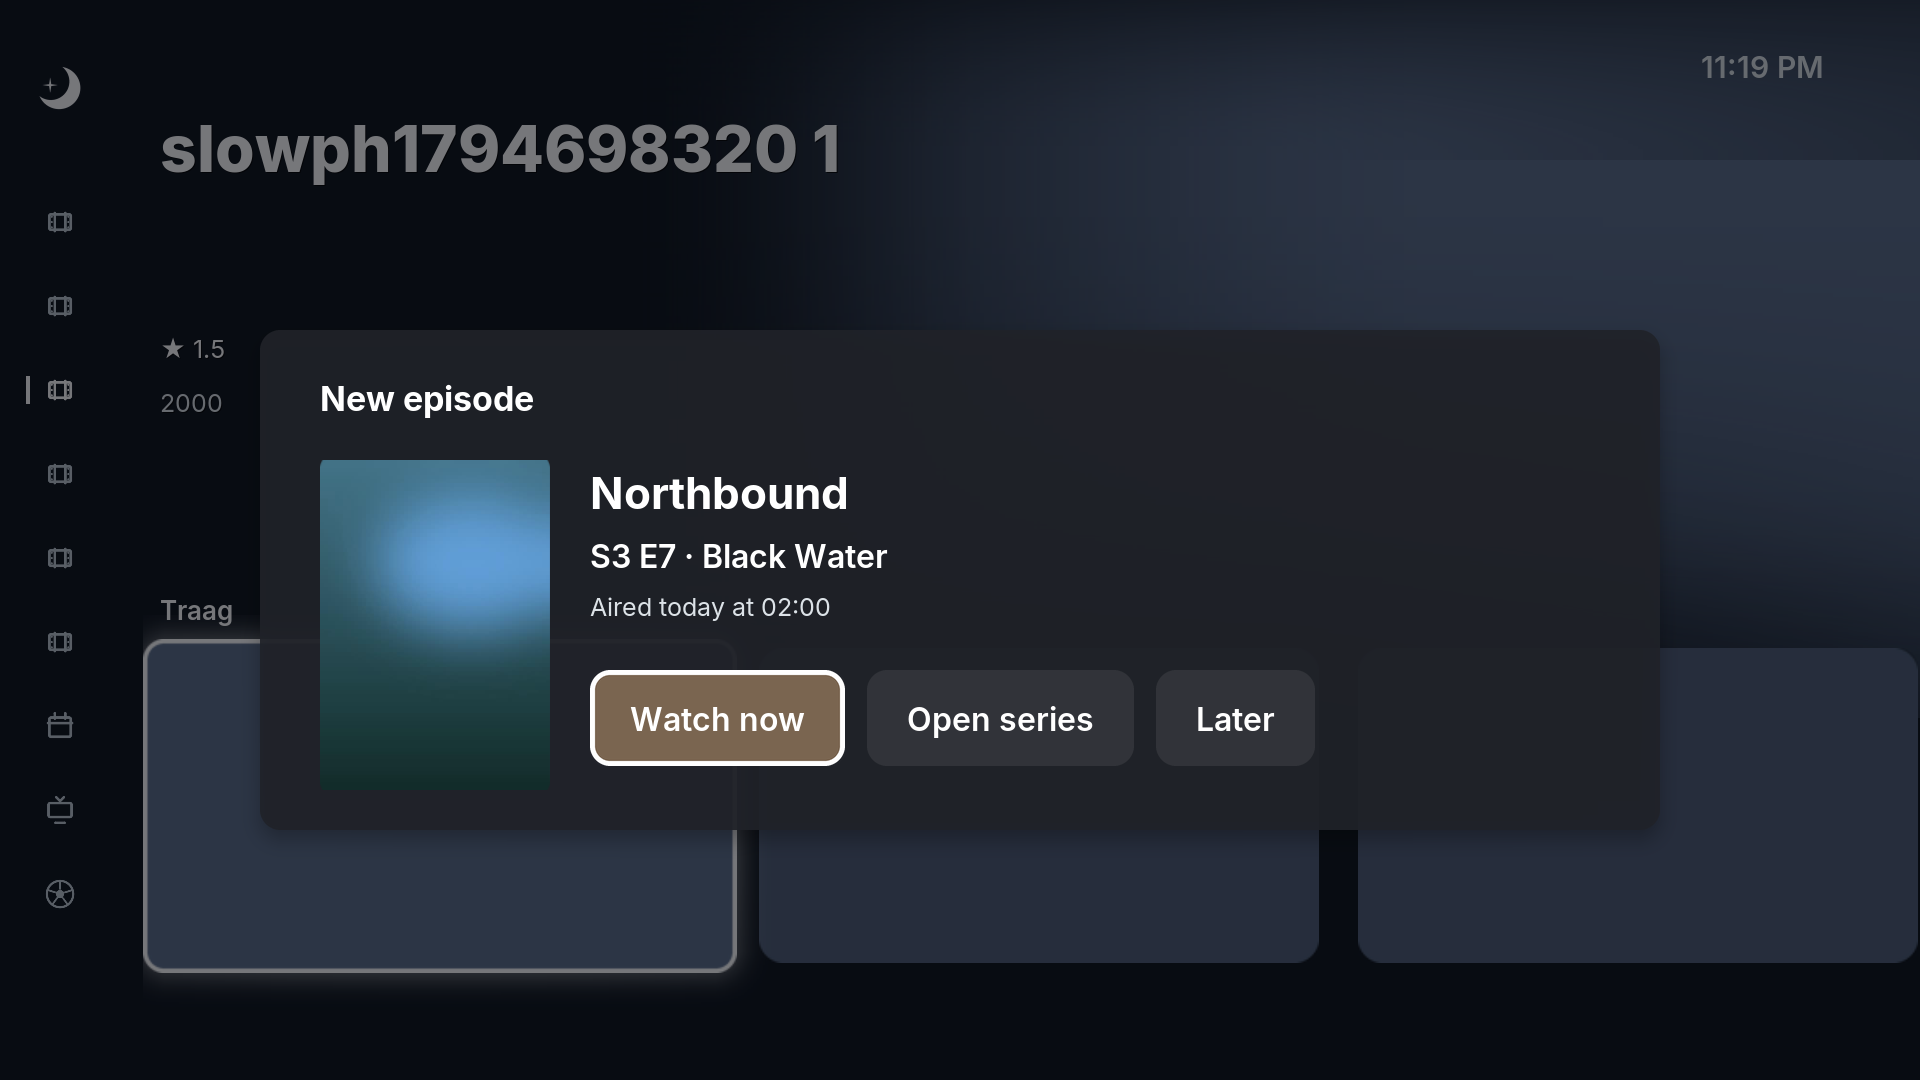 11:19 PM
slowph1794698320 1
★ 1.5
2000
New episode
Northbound
S3 E7 · Black Water
Aired today at 02:00
Traag
Watch now
Open series
Later